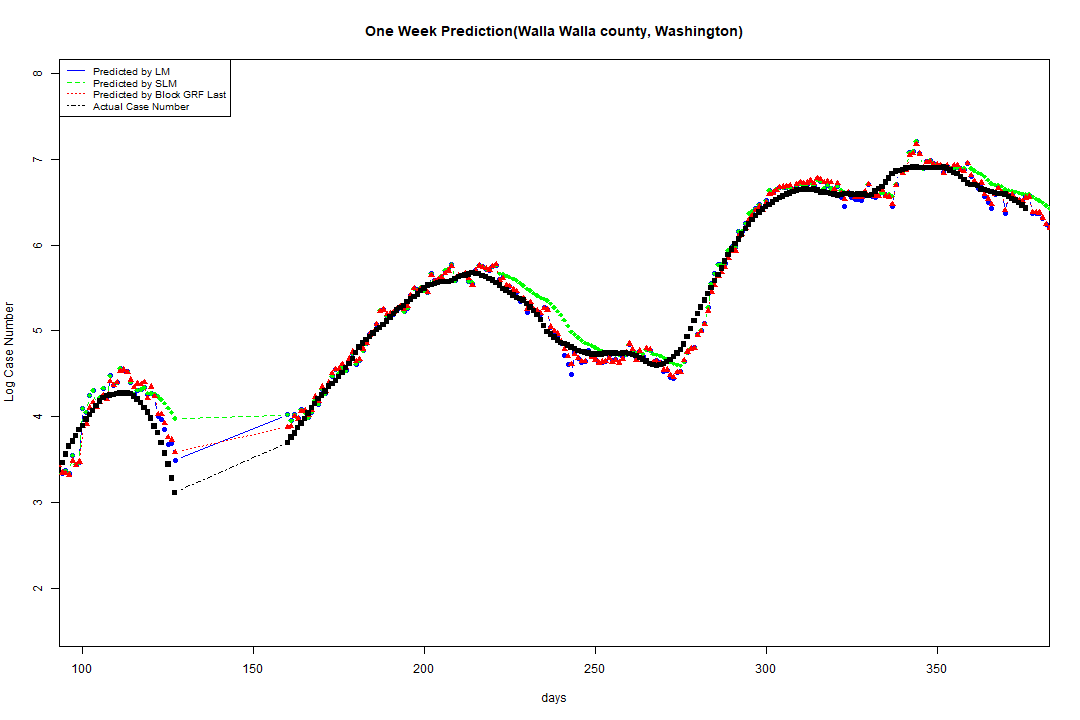 One Week Prediction(Walla Walla county, Washington)
Predicted by LM
Predicted by SLM
Predicted by Block GRF Last
Actual Case Number
8
7
6
5
4
3
2
Log Case Number
100 150 200 250 300 350
days